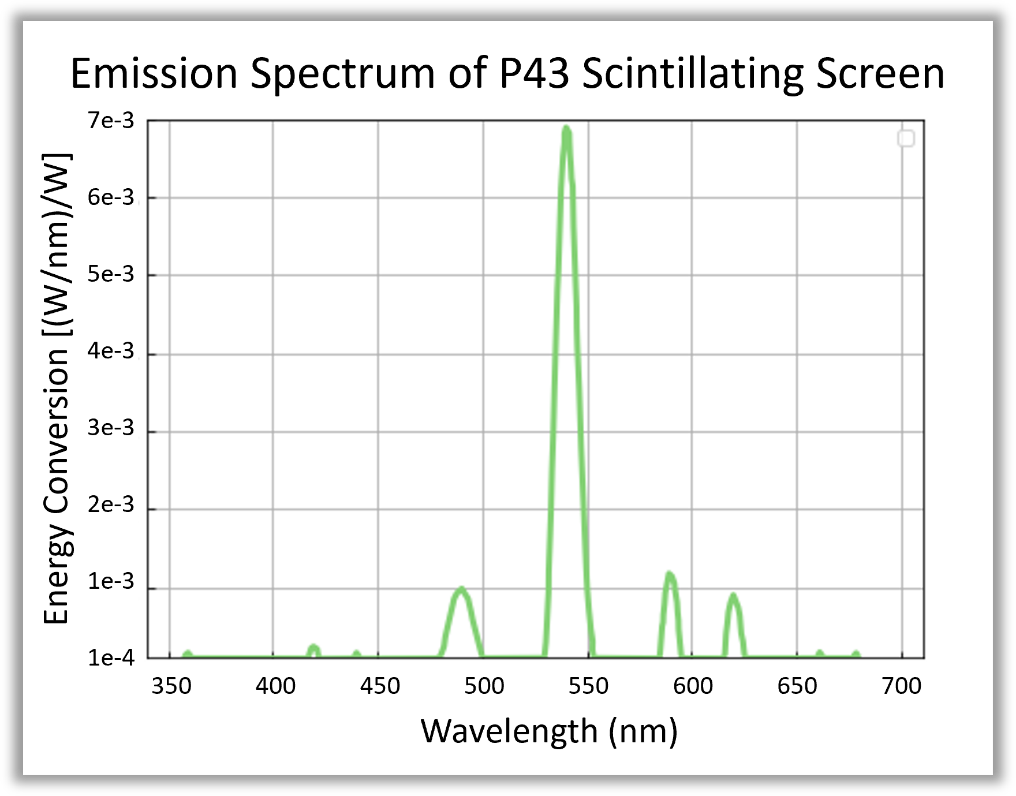 Emission Spectrum of P43 Scintillating Screen
Energy Conversion [(W/nm)/W]
7e-3
6e-3
5e-3
4e-3
3e-3
2e-3
1e-3
1e-4
350 400 450 500 550 600 650 700
Wavelength (nm)